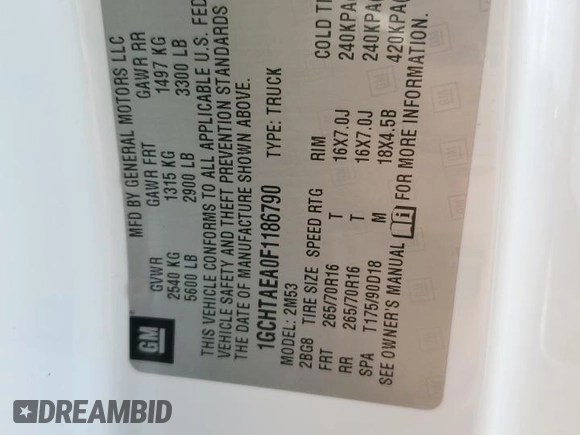 MFD BY GENERAL MOTORS LLC
GVWR GAWR FRT GAWR RR
2540 KG 1315 KG 1497 KG
5600 LB 2900 LB 3300 LB
THIS VEHICLE CONFORMS TO ALL APPLICABLE U.S. FED
VEHICLE SAFETY AND THEFT PREVENTION STANDARDS
THE DATE OF MANUFACTURE SHOWN ABOVE.
1GCHTAEA0F1186790 TYPE: TRUCK
MODEL: 2M53
2BG8 TIRE SIZE SPEED RTG RIM COLD TI
FRT 265/70R16 T 16X7.0J 240KPA(
RR 265/70R16 T 16X7.0J 240KPA(
SPA T175/90D18 M 18X4.5B 420KPA(
SEE OWNER'S MANUAL FOR MORE INFORMATION.
GM
DREAMBID